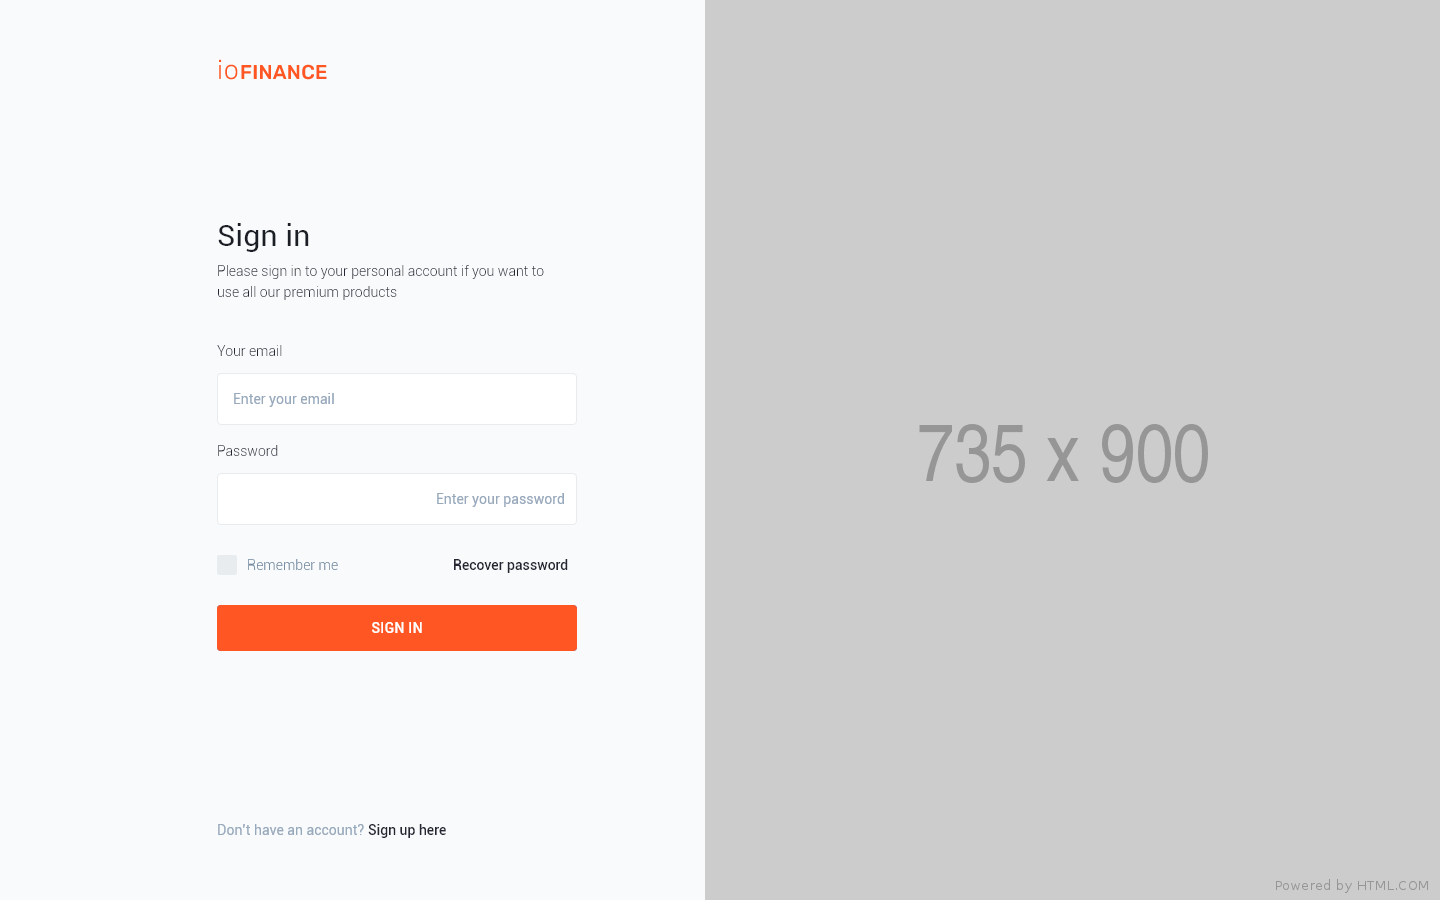 ioFINANCE
Sign in
Please sign in to your personal account if you want to
use all our premium products
Your email
Enter your email
Password
Enter your password
Remember me
Recover password
SIGN IN
Don't have an account? Sign up here
735 x 900
Powered by HTML.COM